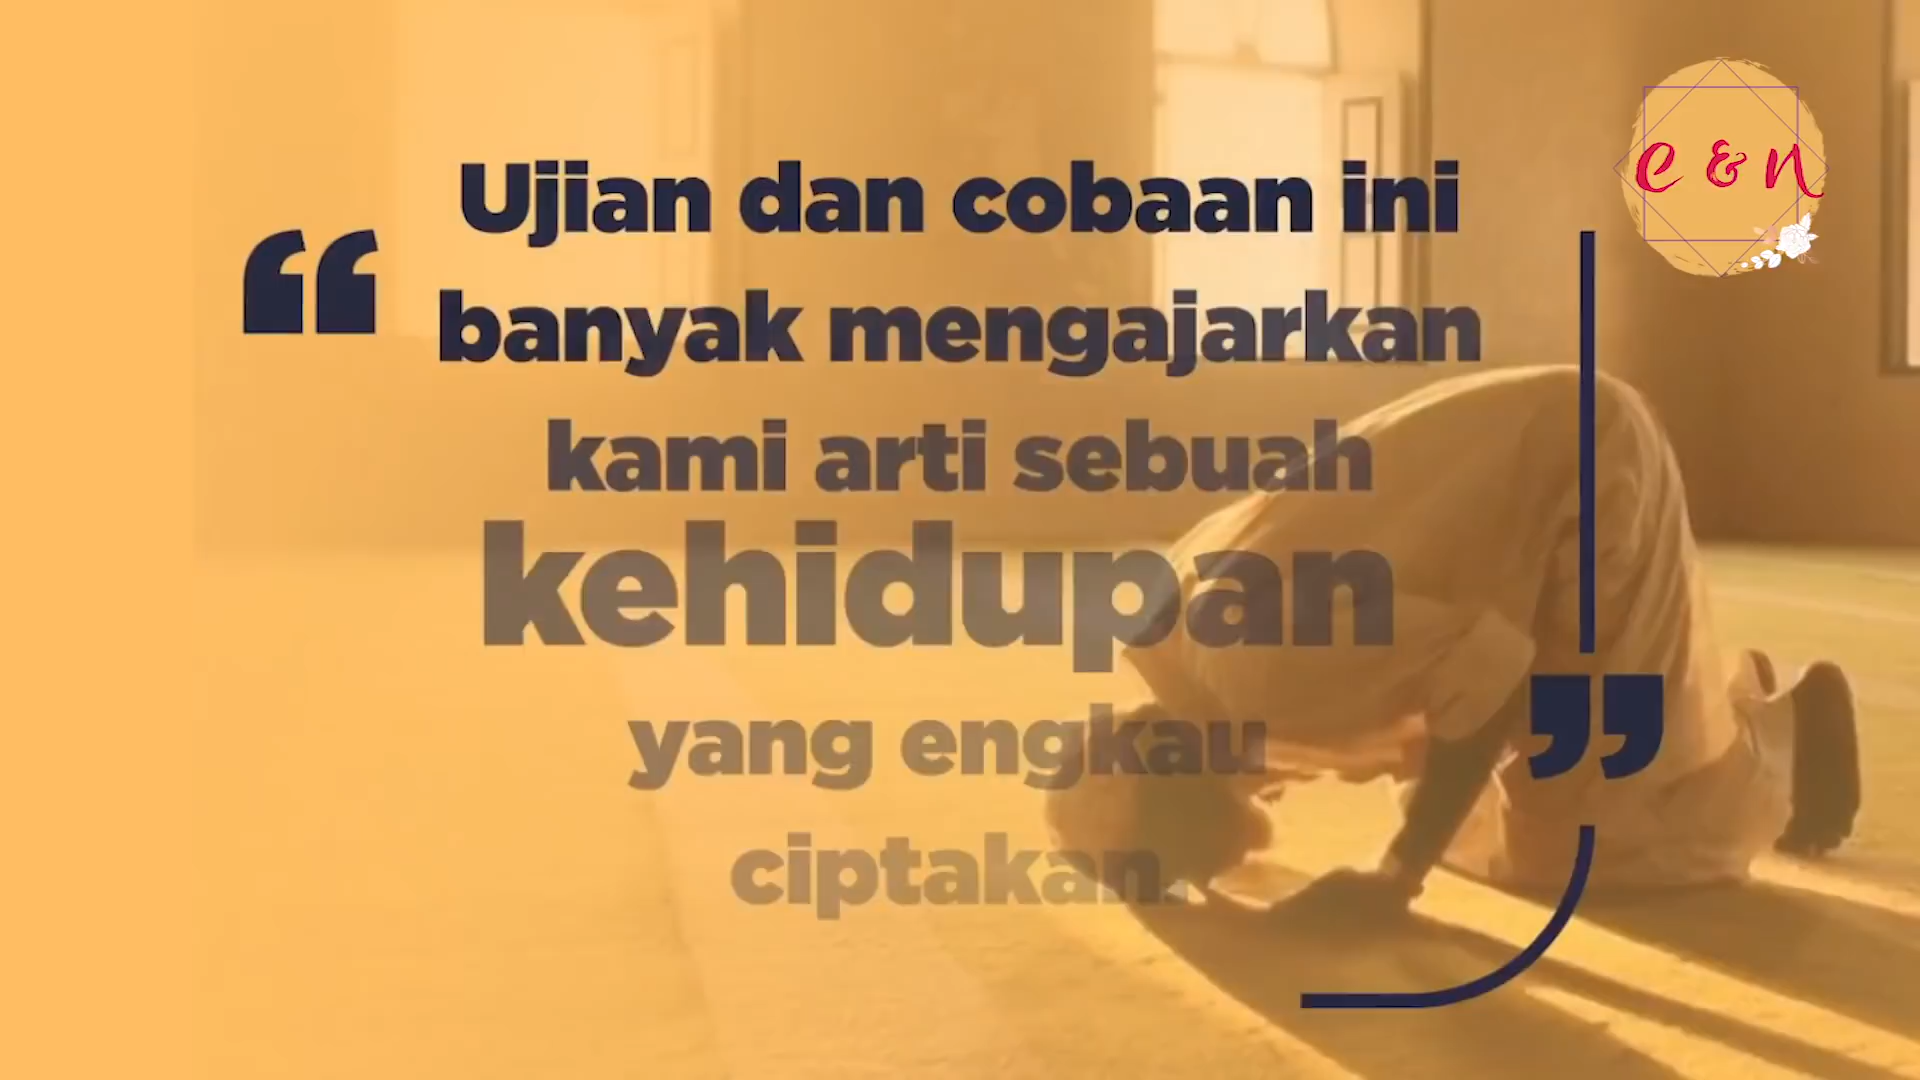 Ujian dan cobaan ini
banyak mengajarkan
kami arti sebuah
kehidupan
yang engkau
ciptakan.
e & n